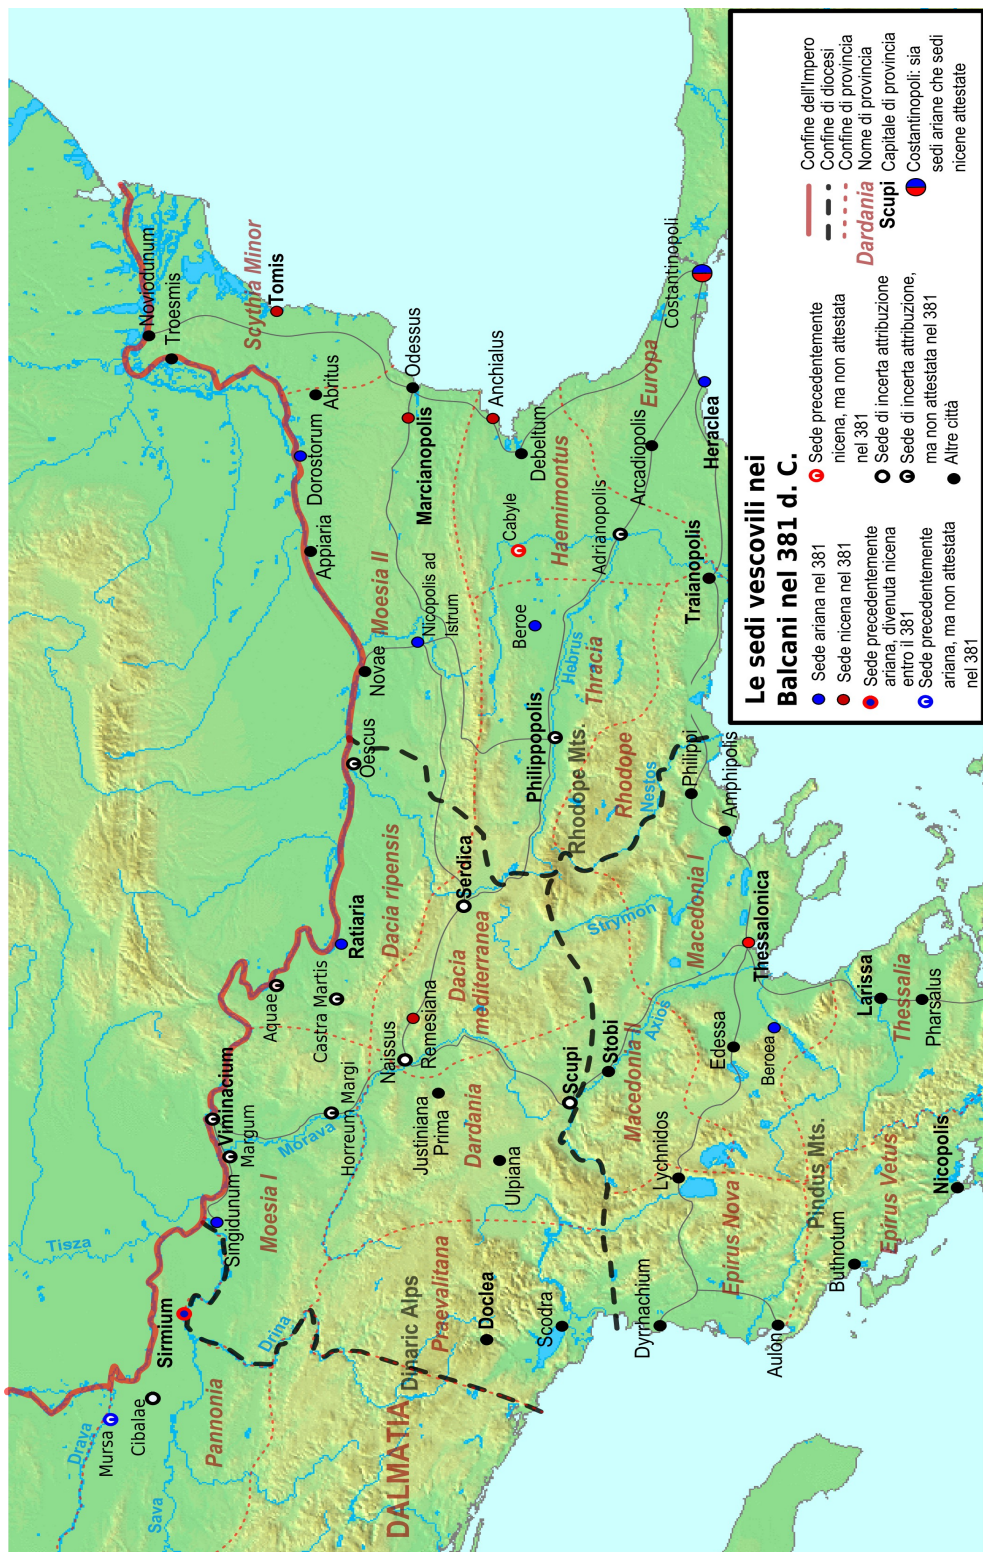 Le sedi vescovili nei
Balcani nel 381 d. C.
Sede ariana nel 381
Sede nicena nel 381
Sede precedentemente
ariana, divenuta nicena
entro il 381
Sede precedentemente
ariana, ma non attestata
nel 381
Sede precedentemente
nicena, ma non attestata
nel 381
Sede di incerta attribuzione
Sede di incerta attribuzione,
ma non attestata nel 381
Altre città
Confine dell'Impero
Confine di diocesi
Confine di provincia
Dardania
Nome di provincia
Scupi
Capitale di provincia
Costantinopoli: sia
sedi ariane che sedi
nicene attestate
Drava
Mursa
Cibalae
Sava
Pannonia
Sirmium
Tisza
Singidunum
Margum
Viminacium
Moesia I
Morava
Drina
DALMATIA
Dinaric Alps
Praevalitana
Doclea
Scodra
Horreum Margi
Castra Martis
Aquae
Ratiaria
Dacia ripensis
Naissus
Remesiana
Justiniana
Prima
Dardania
Ulpiana
Dacia
mediterranea
Serdica
Scupi
Stobi
Oescus
Novae
Moesia II
Nicopolis ad
Istrum
Appiaria
Dorostorum
Abritus
Troesmis
Noviodunum
Scythia Minor
Tomis
Odessus
Marcianopolis
Anchialus
Debeltum
Cabyle
Haemimontus
Beroe
Hebrus
Thracia
Philippopolis
Rhodope Mts.
Rhodope
Nestos
Adrianopolis
Arcadiopolis
Europa
Costantinopoli
Heraclea
Traianopolis
Philippi
Amphipolis
Strymon
Macedonia I
Thessalonica
Axios
Macedonia II
Edessa
Beroea
Larissa
Thessalia
Pharsalus
Lychnidos
Epirus Nova
Pindus Mts.
Epirus Vetus
Nicopolis
Buthrotum
Dyrrhachium
Aulon